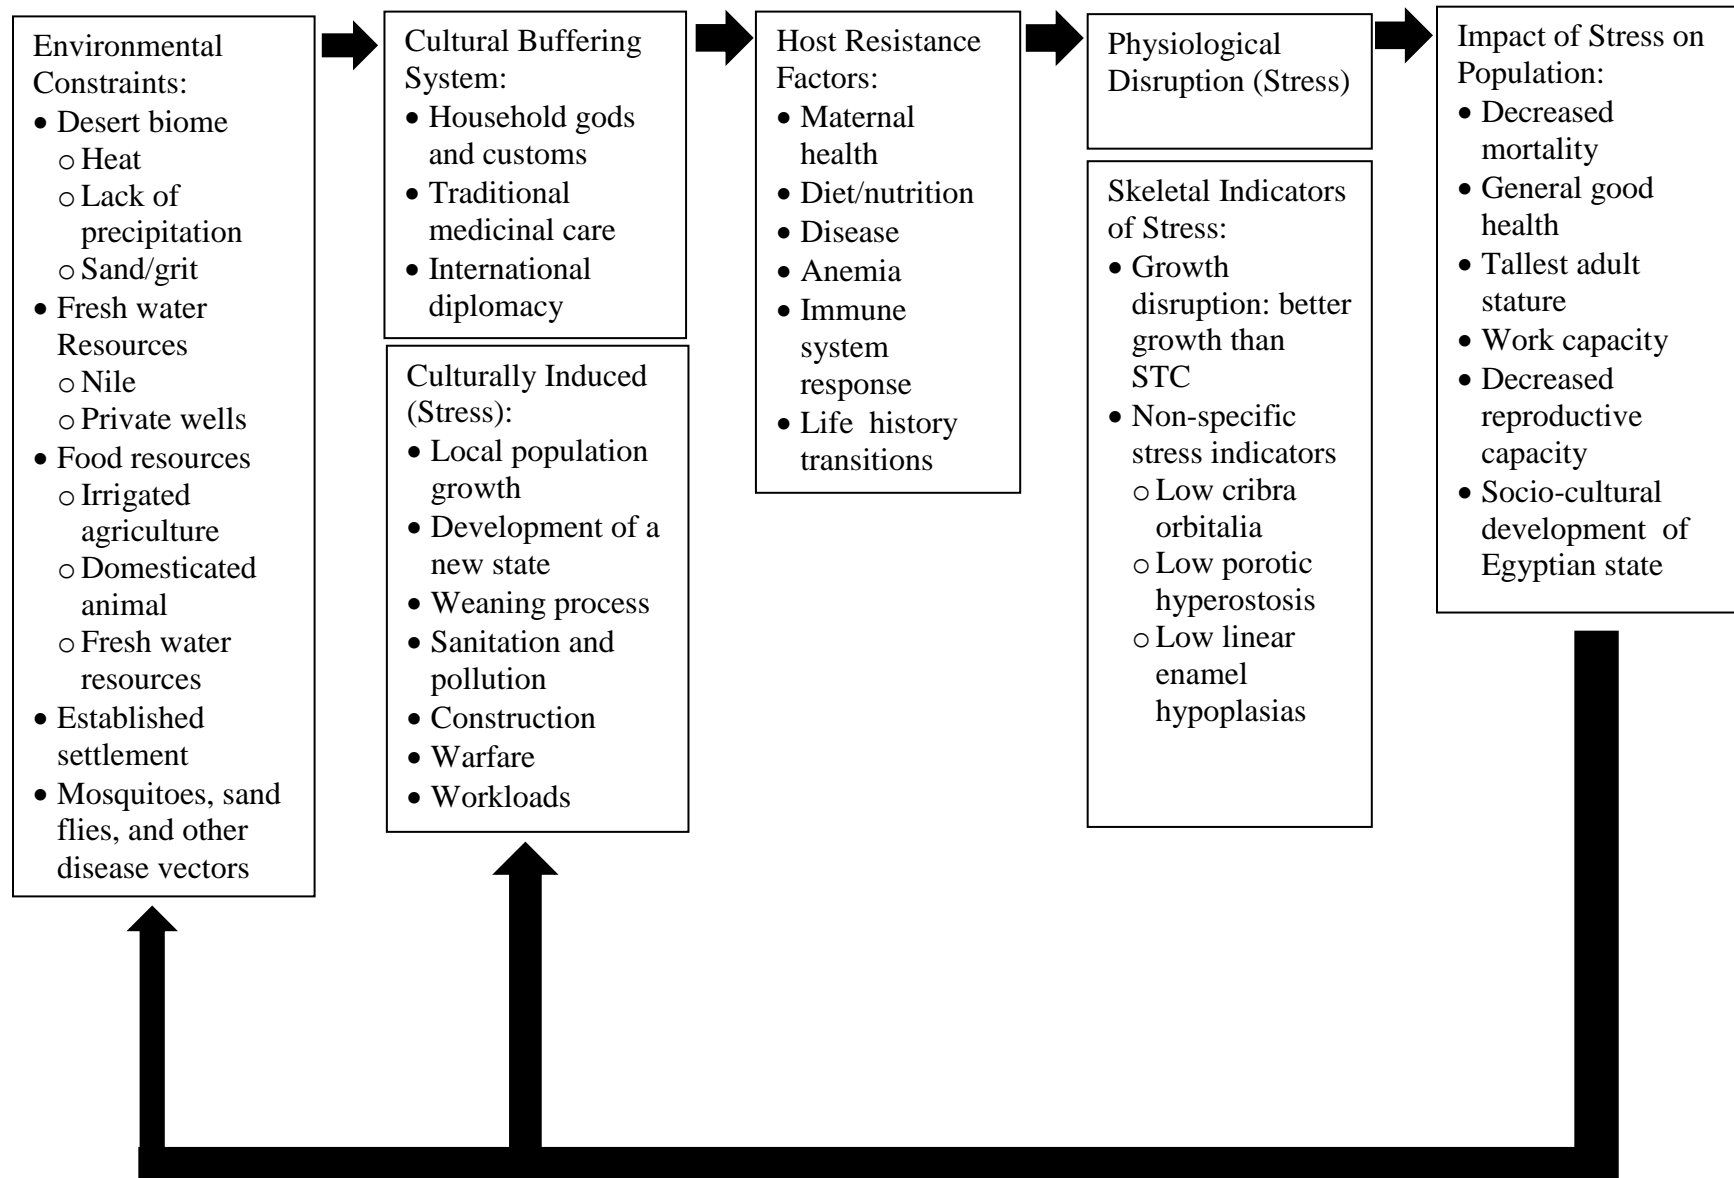 Environmental
Constraints:
• Desert biome
o Heat
o Lack of
precipitation
o Sand/grit
• Fresh water
Resources
o Nile
o Private wells
• Food resources
o Irrigated
agriculture
o Domesticated
animal
o Fresh water
resources
• Established
settlement
• Mosquitoes, sand
flies, and other
disease vectors
Cultural Buffering
System:
• Household gods
and customs
• Traditional
medicinal care
• International
diplomacy
Culturally Induced
(Stress):
• Local population
growth
• Development of a
new state
• Weaning process
• Sanitation and
pollution
• Construction
• Warfare
• Workloads
Host Resistance
Factors:
• Maternal
health
• Diet/nutrition
• Disease
• Anemia
• Immune
system
response
• Life history
transitions
Physiological
Disruption (Stress)
Skeletal Indicators
of Stress:
• Growth
disruption: better
growth than
STC
• Non-specific
stress indicators
o Low cribra
orbitalia
o Low porotic
hyperostosis
o Low linear
enamel
hypoplasias
Impact of Stress on
Population:
• Decreased
mortality
• General good
health
• Tallest adult
stature
• Work capacity
• Decreased
reproductive
capacity
• Socio-cultural
development of
Egyptian state